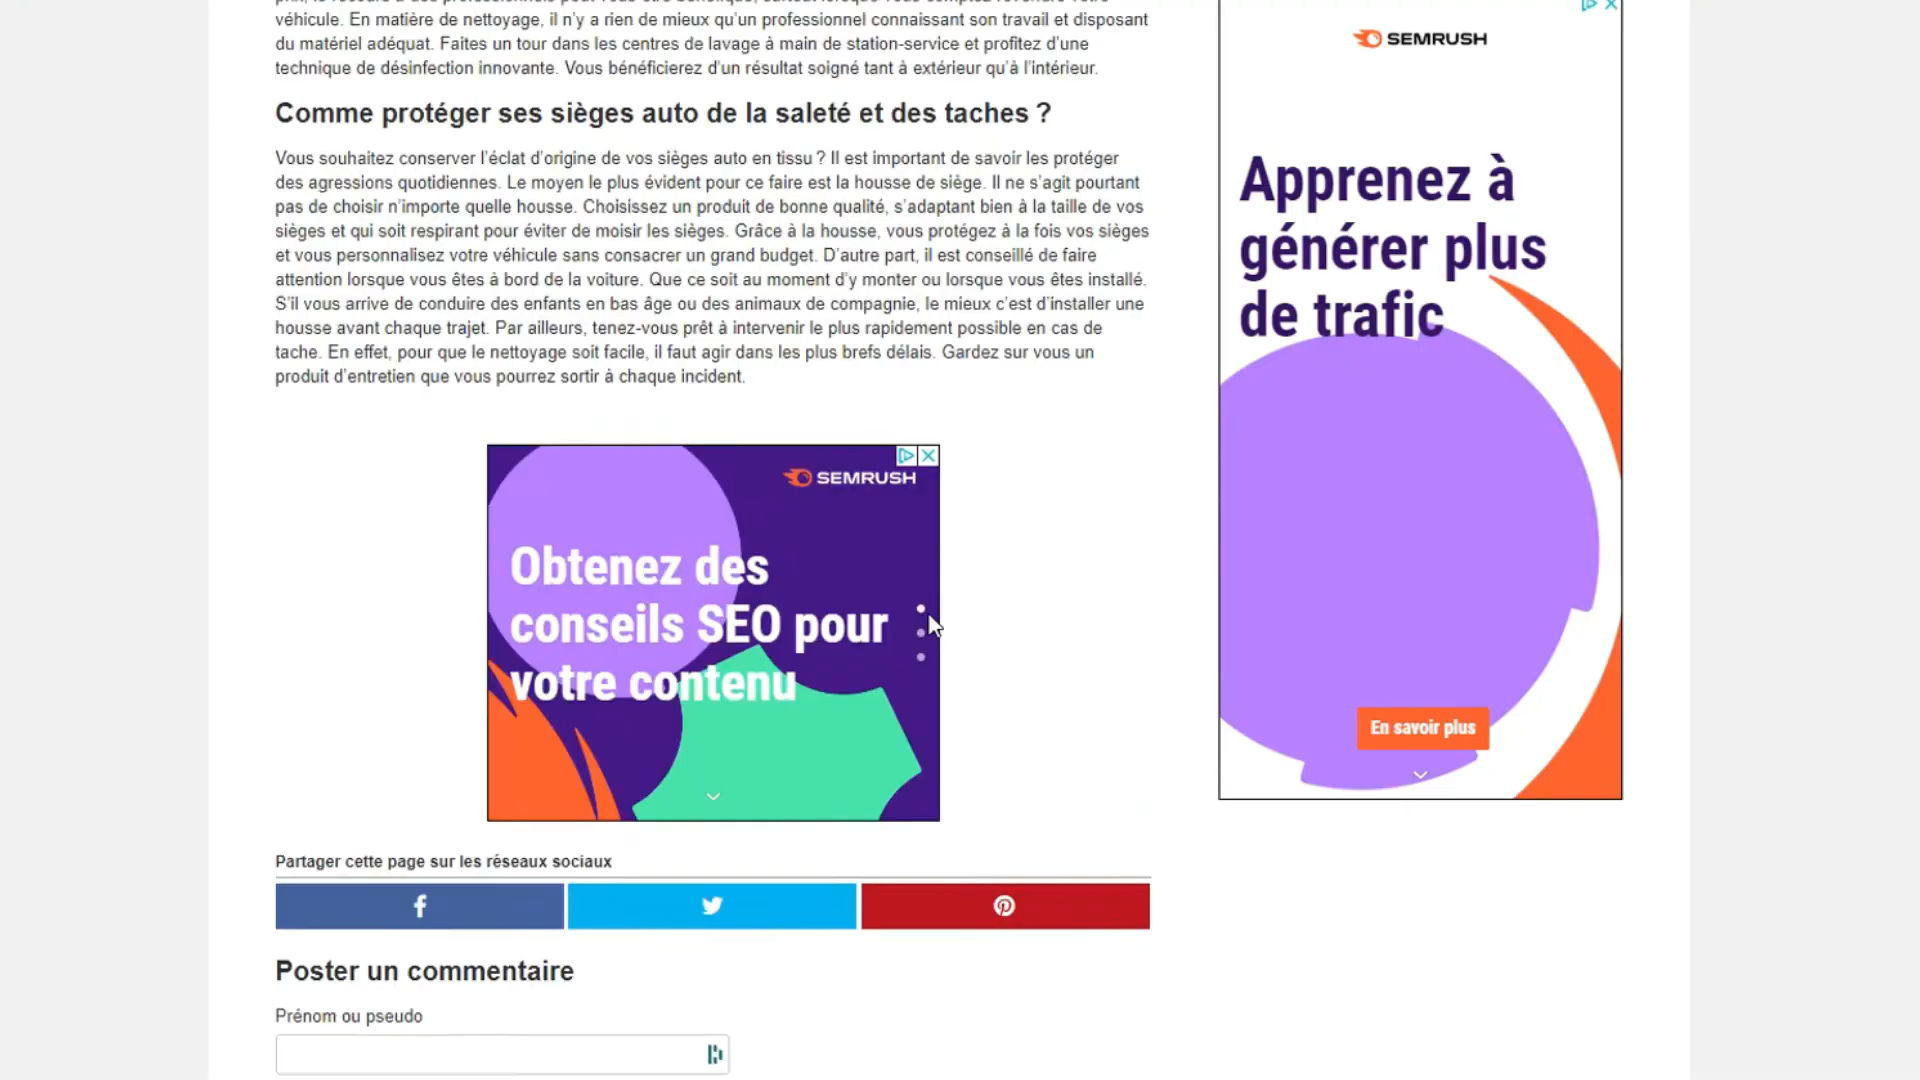 véhicule. En matière de nettoyage, il n’y a rien de mieux qu’un professionnel connaissant son travail et disposant
du matériel adéquat. Faites un tour dans les centres de lavage à main de station-service et profitez d’une
technique de désinfection innovante. Vous bénéficierez d’un résultat soigné tant à extérieur qu’à l’intérieur.
Comme protéger ses sièges auto de la saleté et des taches ?
Vous souhaitez conserver l’éclat d’origine de vos sièges auto en tissu ? Il est important de savoir les protéger
des agressions quotidiennes. Le moyen le plus évident pour ce faire est la housse de siège. Il ne s’agit pourtant
pas de choisir n’importe quelle housse. Choisissez un produit de bonne qualité, s’adaptant bien à la taille de vos
sièges et qui soit respirant pour éviter de moisir les sièges. Grâce à la housse, vous protégez à la fois vos sièges
et vous personnalisez votre véhicule sans consacrer un grand budget. D’autre part, il est conseillé de faire
attention lorsque vous êtes à bord de la voiture. Que ce soit au moment d’y monter ou lorsque vous êtes installé.
S’il vous arrive de conduire des enfants en bas âge ou des animaux de compagnie, le mieux c’est d’installer une
housse avant chaque trajet. Par ailleurs, tenez-vous prêt à intervenir le plus rapidement possible en cas de
tache. En effet, pour que le nettoyage soit facile, il faut agir dans les plus brefs délais. Gardez sur vous un
produit d’entretien que vous pourrez sortir à chaque incident.
SEMRUSH
Obtenez des
conseils SEO pour
votre contenu
Partager cette page sur les réseaux sociaux
Poster un commentaire
Prénom ou pseudo
SEMRUSH
Apprenez à
générer plus
de trafic
En savoir plus